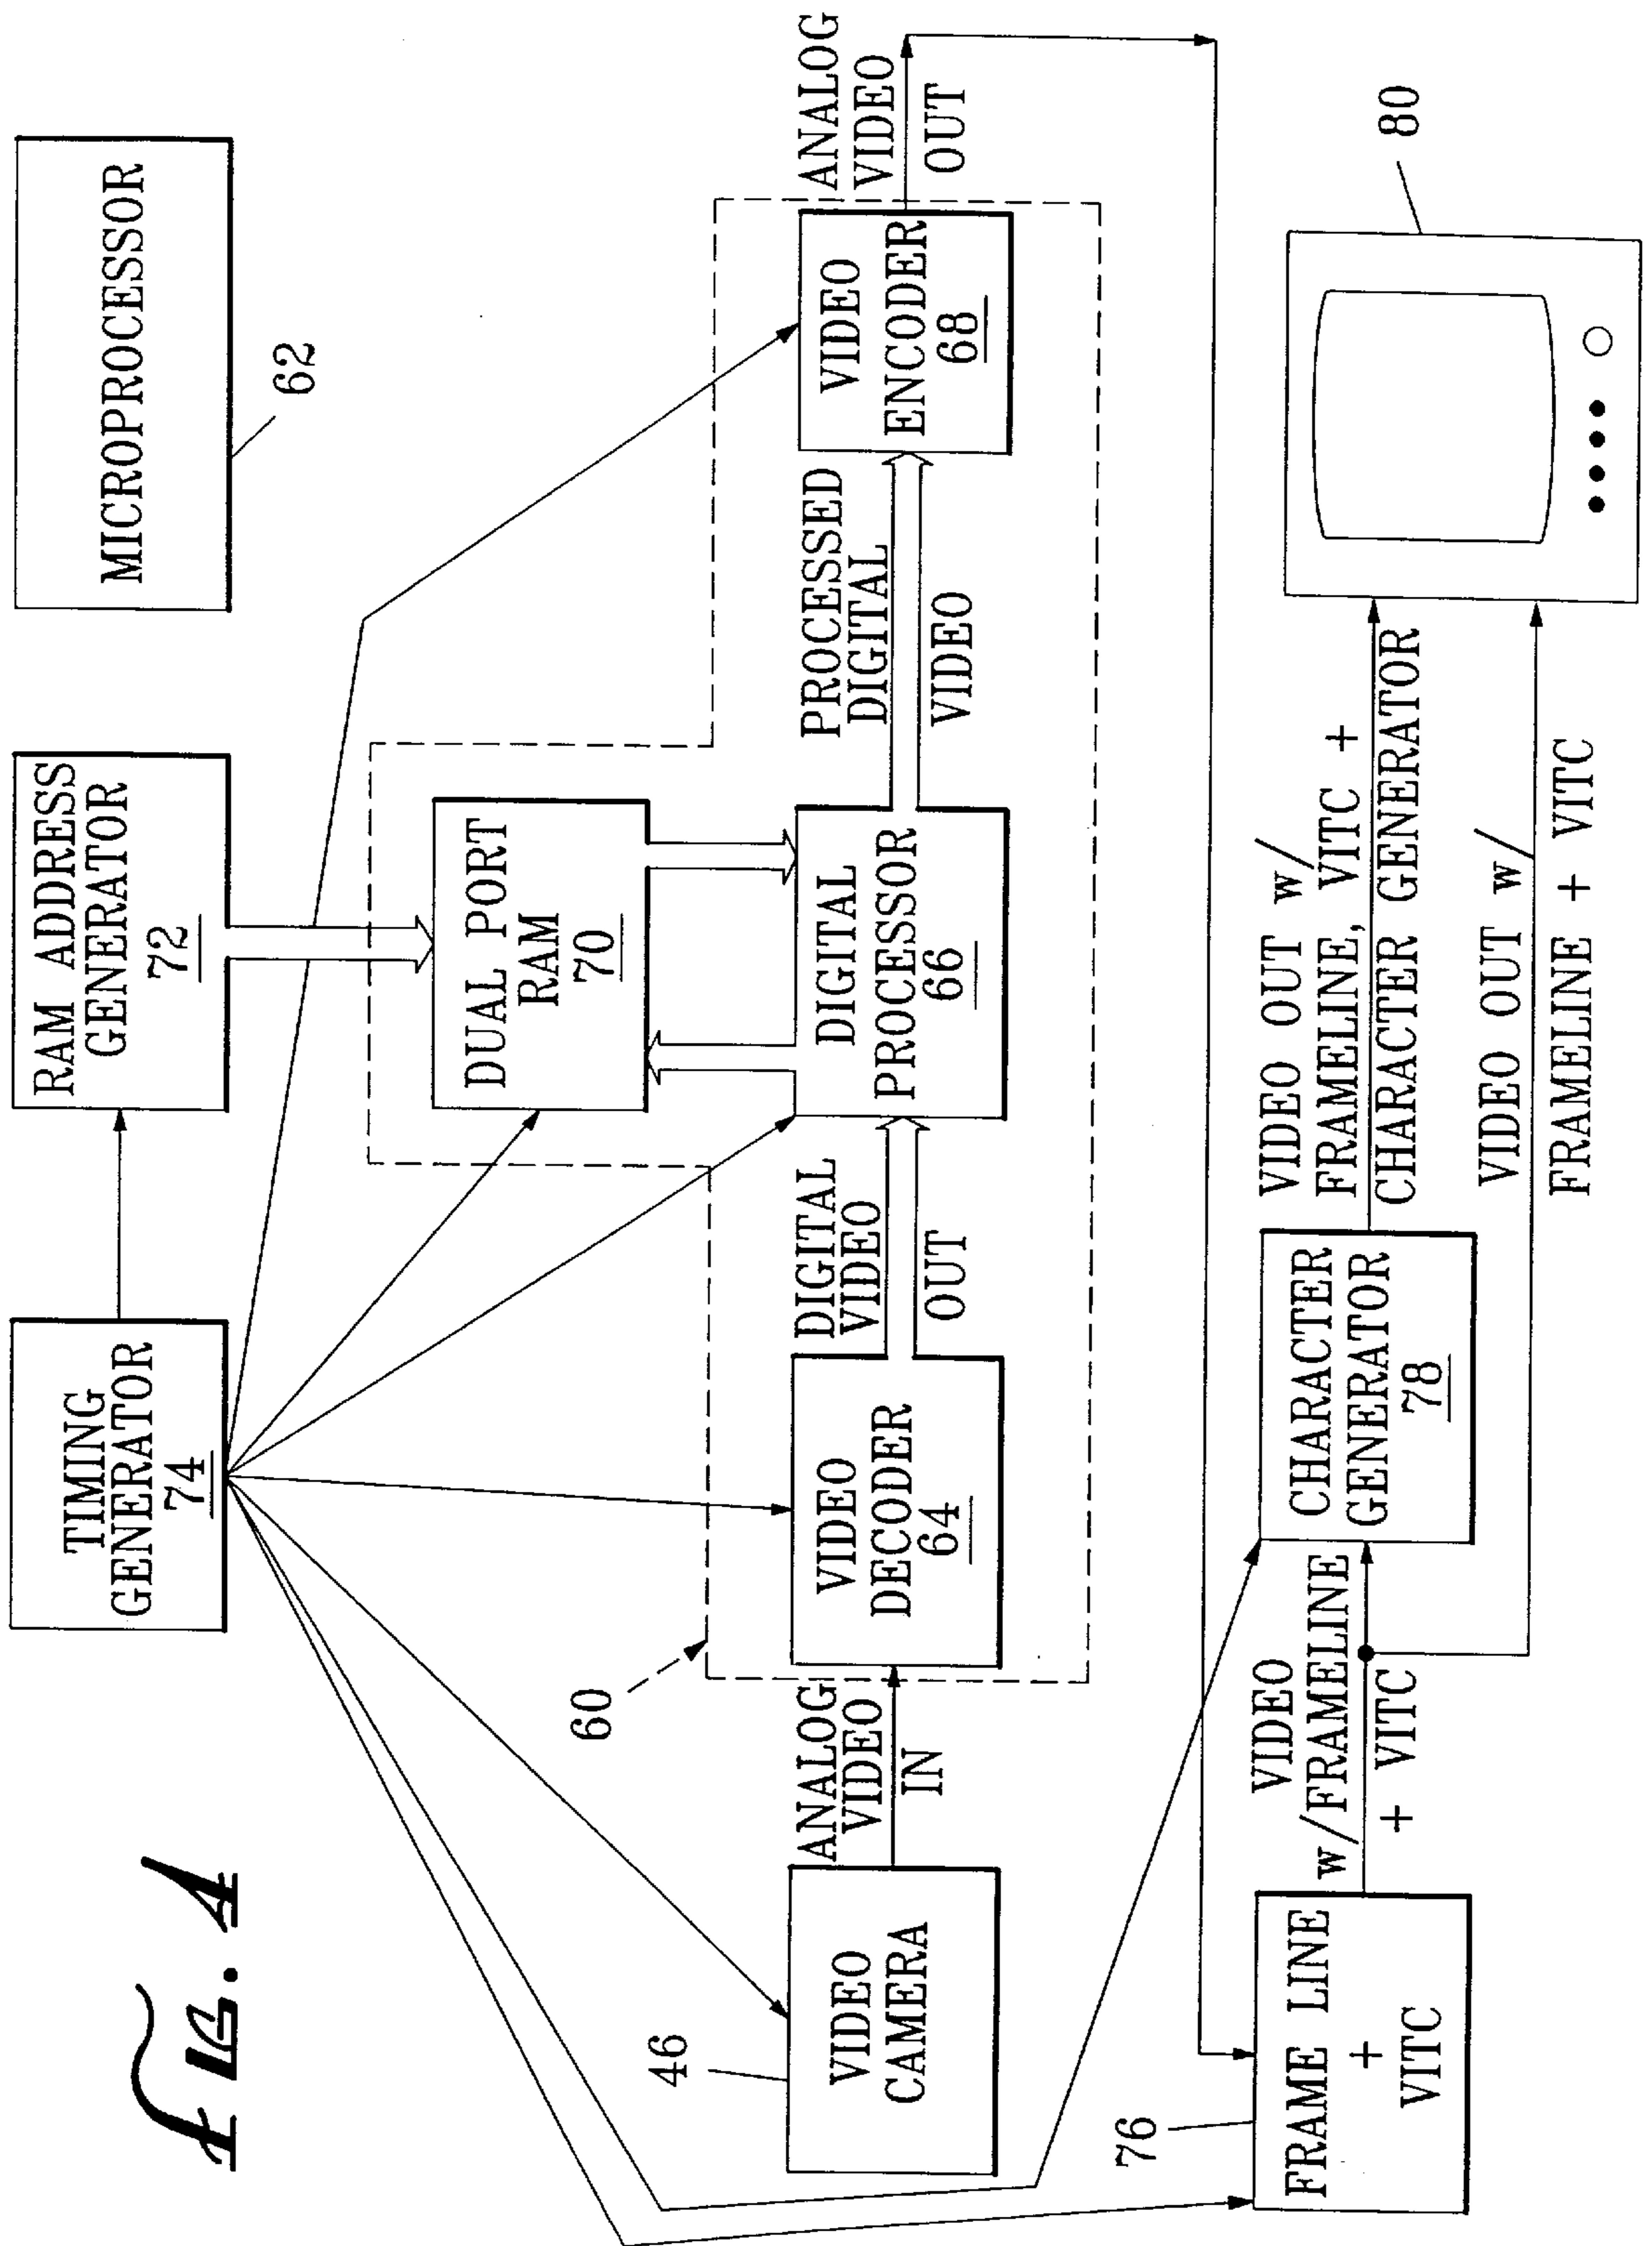 TIMING
GENERATOR
74
RAM ADDRESS
GENERATOR
72
MICROPROCESSOR
62
DUAL PORT
RAM
70
60
46
VIDEO
CAMERA
ANALOG
VIDEO
IN
VIDEO
DECODER
64
DIGITAL
VIDEO
OUT
DIGITAL
PROCESSOR
66
PROCESSED
DIGITAL
VIDEO
VIDEO
ENCODER
68
ANALOG
VIDEO
OUT
76
FRAME LINE
+
VITC
VIDEO
w/FRAMELINE
+ VITC
CHARACTER
GENERATOR
78
VIDEO OUT w/
FRAMELINE, VITC +
CHARACTER GENERATOR
VIDEO OUT w/
FRAMELINE + VITC
80
FIG. 4